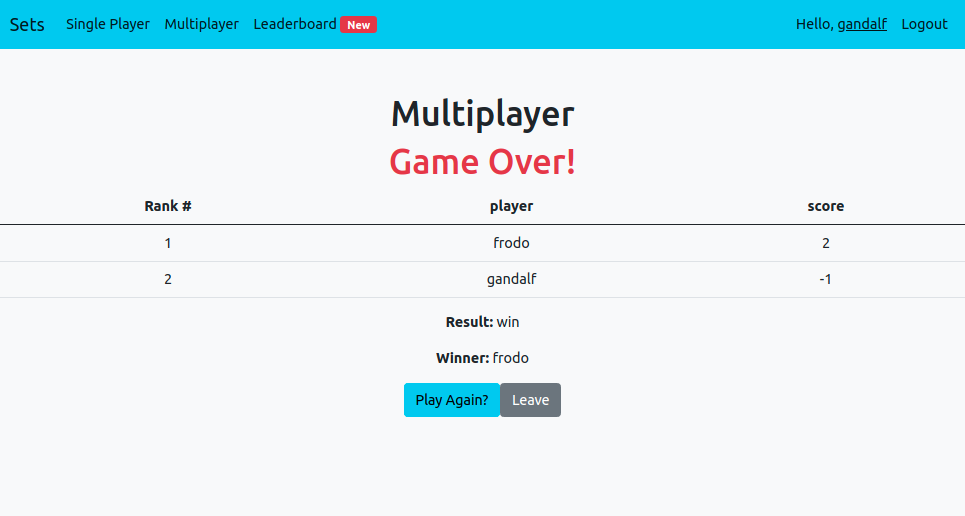 Sets Single Player Multiplayer Leaderboard New Hello, gandalf Logout
Multiplayer
Game Over!
Rank # player score
1 frodo 2
2 gandalf -1
Result: win
Winner: frodo
Play Again? Leave